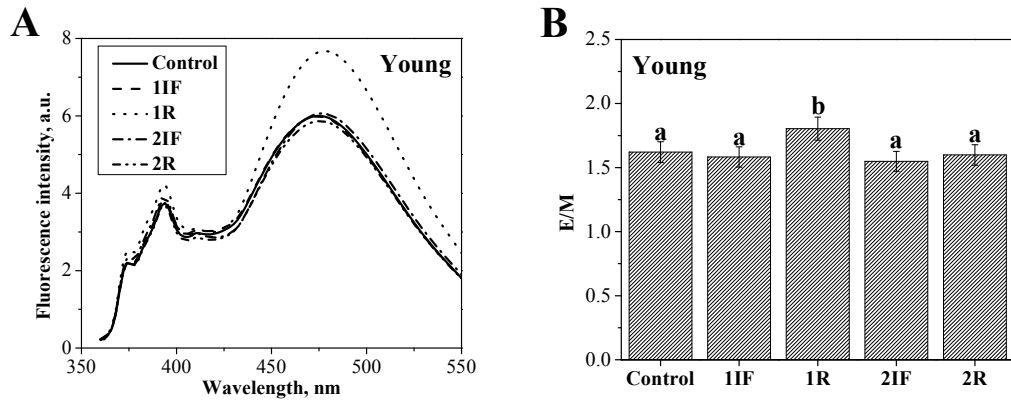 A
Fluorescence intensity, a.u.
8
6
4
2
0
Control
1IF
1R
2IF
2R
Young
350 400 450 500 550
Wavelength, nm
B
E/M
2.5
2.0
1.5
1.0
0.5
0.0
Young
a a b a a
Control 1IF 1R 2IF 2R